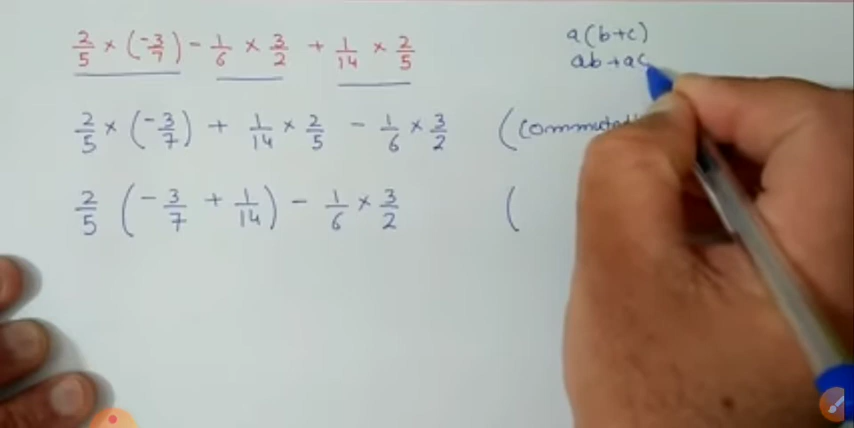 2/5 × (-3/7) - 1/6 × 3/2 + 1/14 × 2/5
a(b+c)
ab+ac
2/5 × (-3/7) + 1/14 × 2/5 - 1/6 × 3/2 (
2/5 (-3/7 + 1/14) - 1/6 × 3/2 (